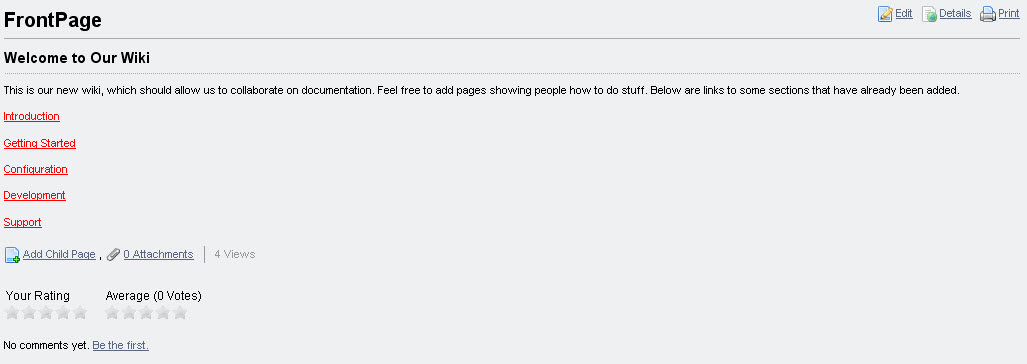 FrontPage
Edit Details Print
Welcome to Our Wiki
This is our new wiki, which should allow us to collaborate on documentation. Feel free to add pages showing people how to do stuff. Below are links to some sections that have already been added.
Introduction
Getting Started
Configuration
Development
Support
Add Child Page , 0 Attachments 4 Views
Your Rating Average (0 Votes)
No comments yet. Be the first.